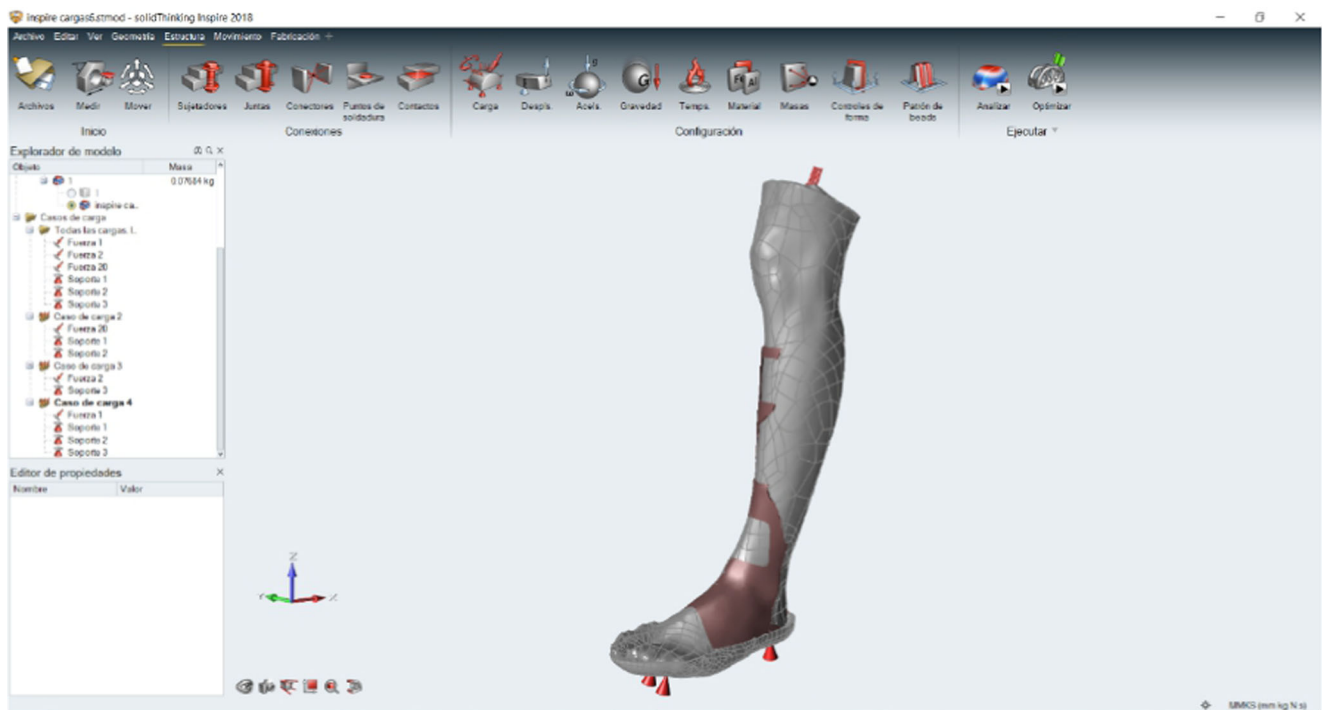 inspire cargas6.stmod - solidThinking Inspire 2018
Archivo Editar Ver Geometría Estructura Movimiento Fabricación +
Archivos Medir Mover Sujetadores Juntas Conectores Puntos de soldadura Contactos Carga Despls. Acels. Gravedad Temps. Material Masas Controles de forma Patrón de beads Analizar Optimizar
Inicio Conexiones Configuración Ejecutar
Explorador de modelo
Objeto Masa
1 0.07684 kg
1
inspire ca..
Casos de carga
Todas las cargas. I..
Fuerza 1
Fuerza 2
Fuerza 20
Soporte 1
Soporte 2
Soporte 3
Caso de carga 2
Fuerza 20
Soporte 1
Soporte 2
Caso de carga 3
Fuerza 2
Soporte 3
Caso de carga 4
Fuerza 1
Soporte 1
Soporte 2
Soporte 3
Editor de propiedades
Nombre Valor
Z
Y X
MMKS (mm kg N s)